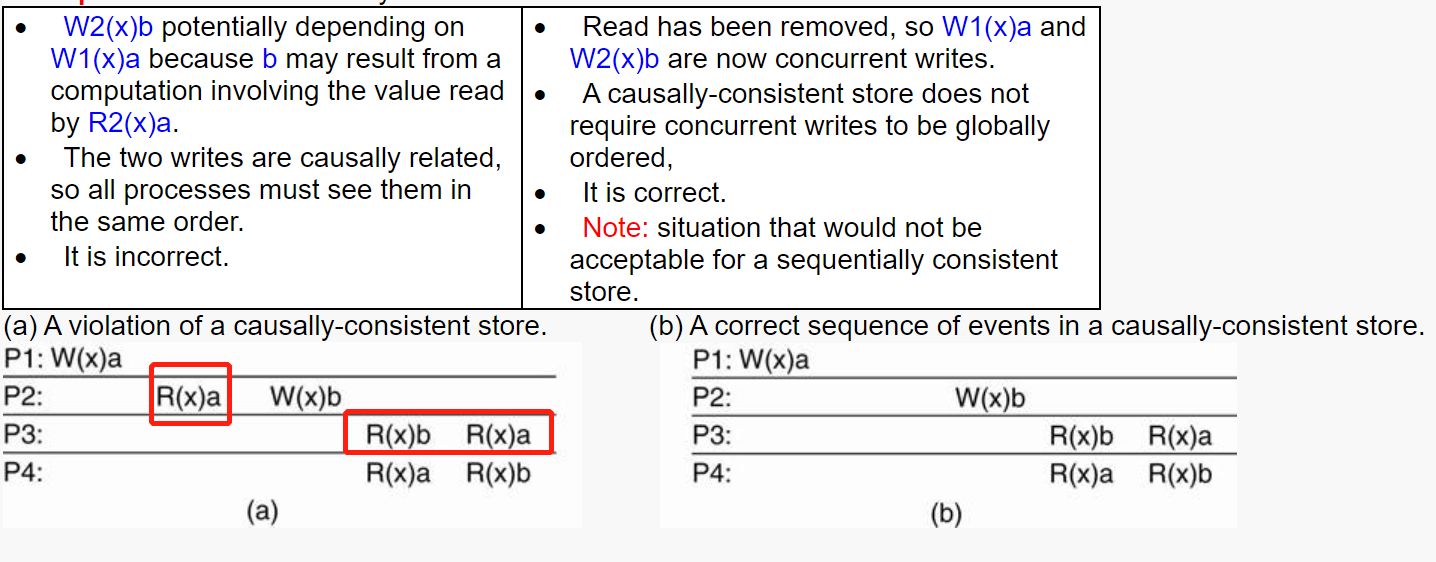 • W2(x)b potentially depending on
W1(x)a because b may result from a
computation involving the value read
by R2(x)a.
• The two writes are causally related,
so all processes must see them in
the same order.
• It is incorrect.
• Read has been removed, so W1(x)a and
W2(x)b are now concurrent writes.
• A causally-consistent store does not
require concurrent writes to be globally
ordered,
• It is correct.
• Note: situation that would not be
acceptable for a sequentially consistent
store.
(a) A violation of a causally-consistent store.
P1: W(x)a
P2: R(x)a W(x)b
P3: R(x)b R(x)a
P4: R(x)a R(x)b
(a)
(b) A correct sequence of events in a causally-consistent store.
P1: W(x)a
P2: W(x)b
P3: R(x)b R(x)a
P4: R(x)a R(x)b
(b)